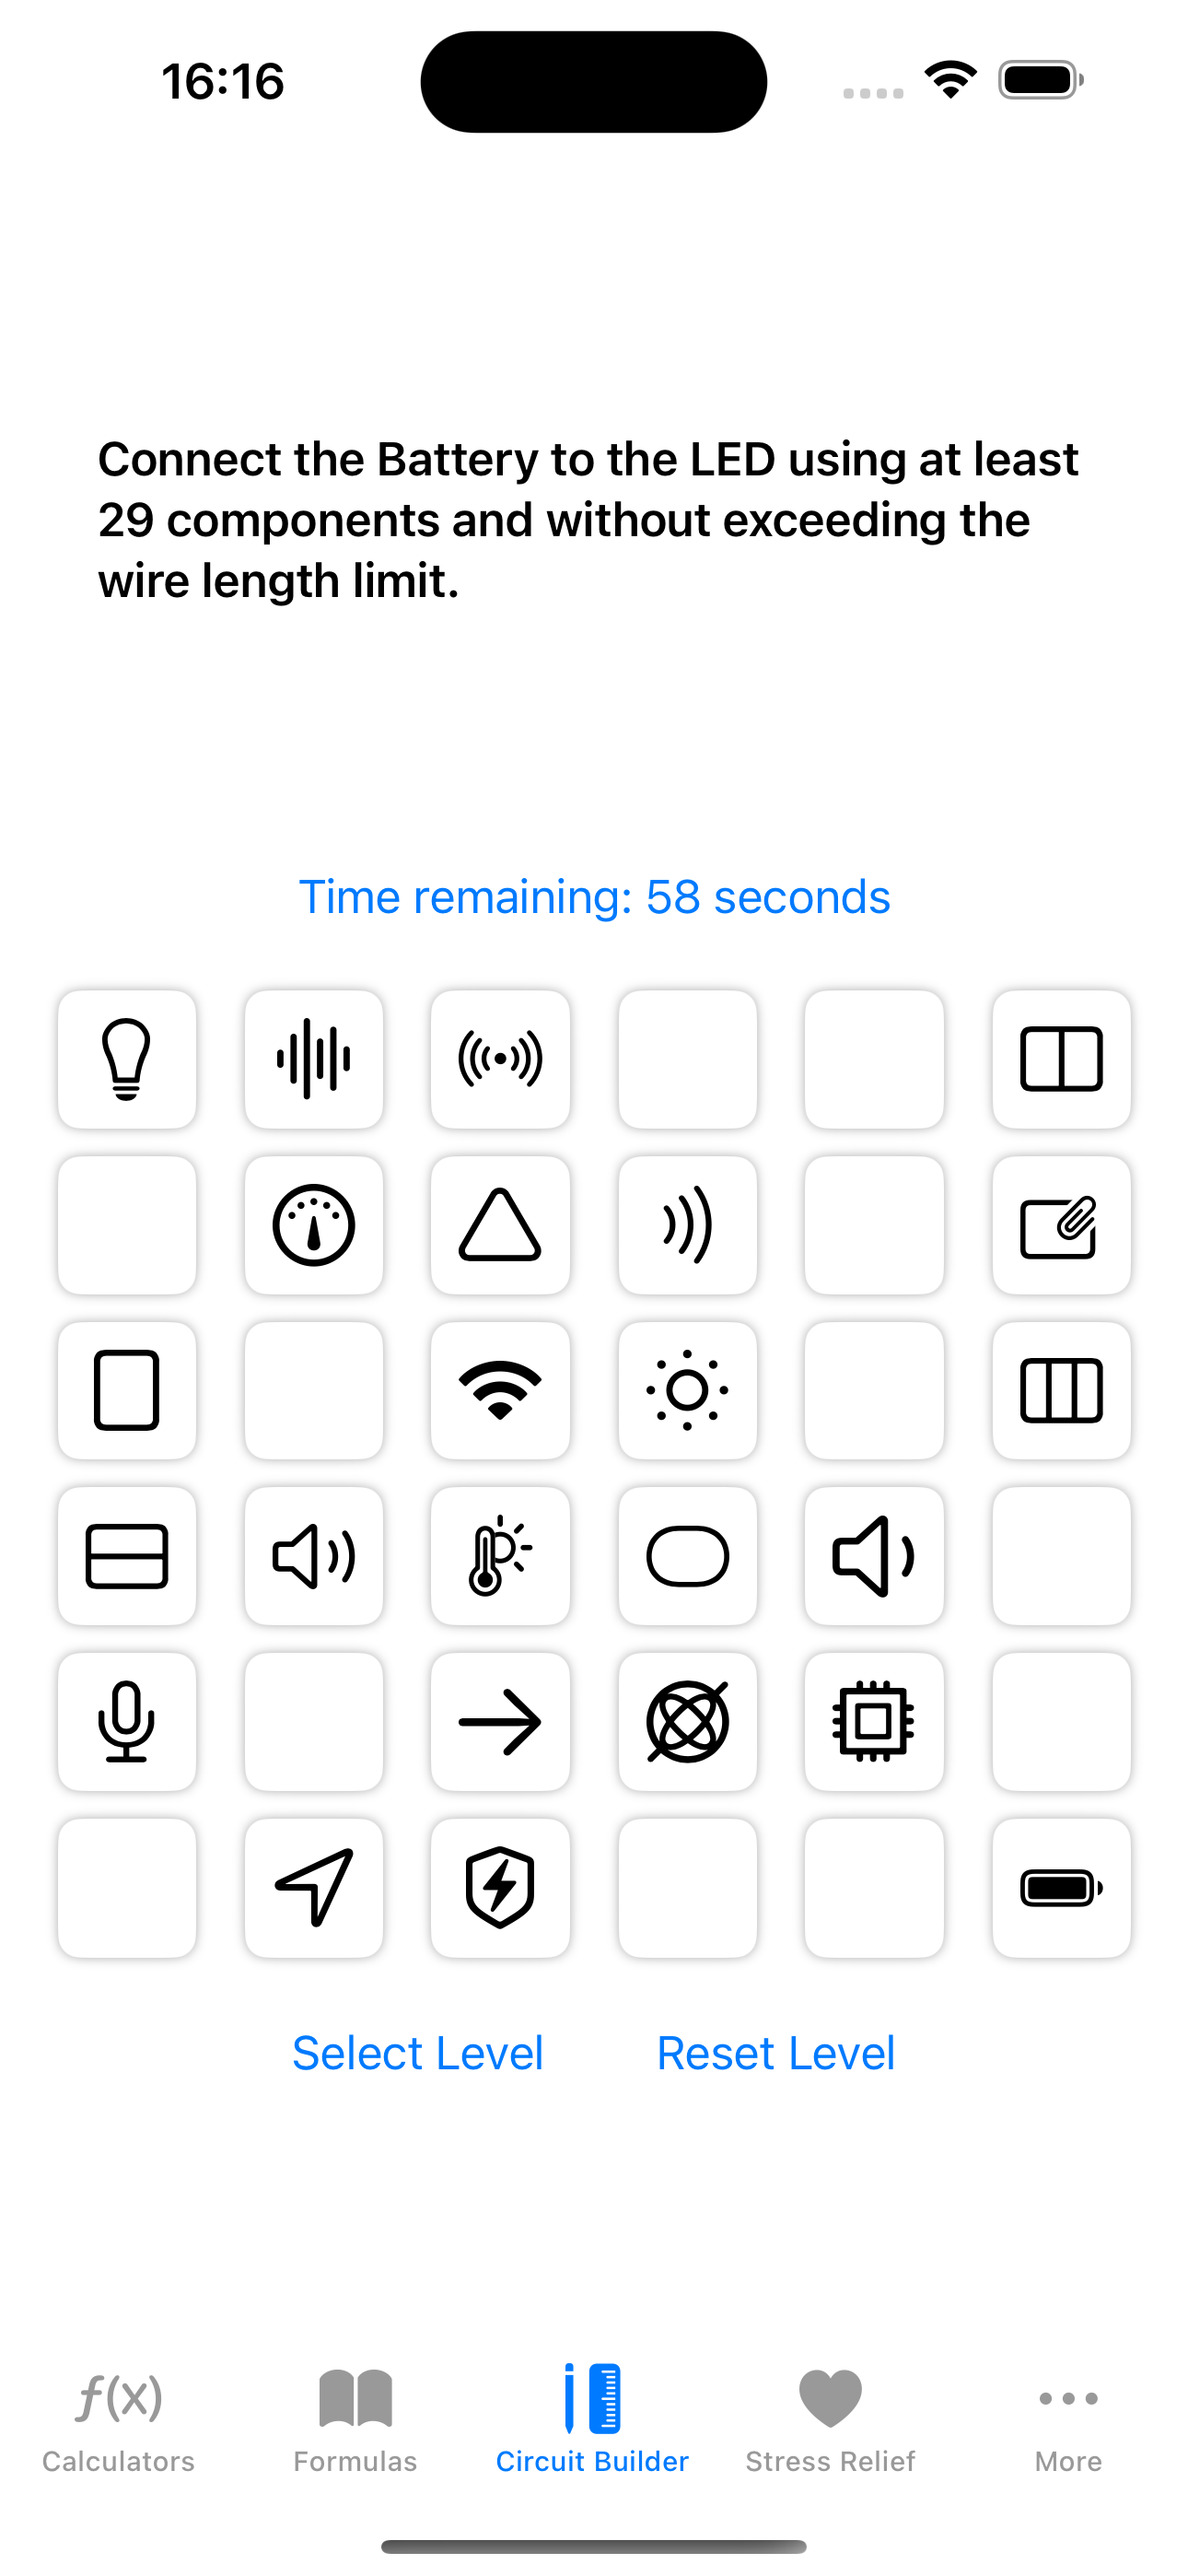 16:16
Connect the Battery to the LED using at least
29 components and without exceeding the
wire length limit.
Time remaining: 58 seconds
Select Level
Reset Level
f(x)
Calculators
Formulas
Circuit Builder
Stress Relief
More